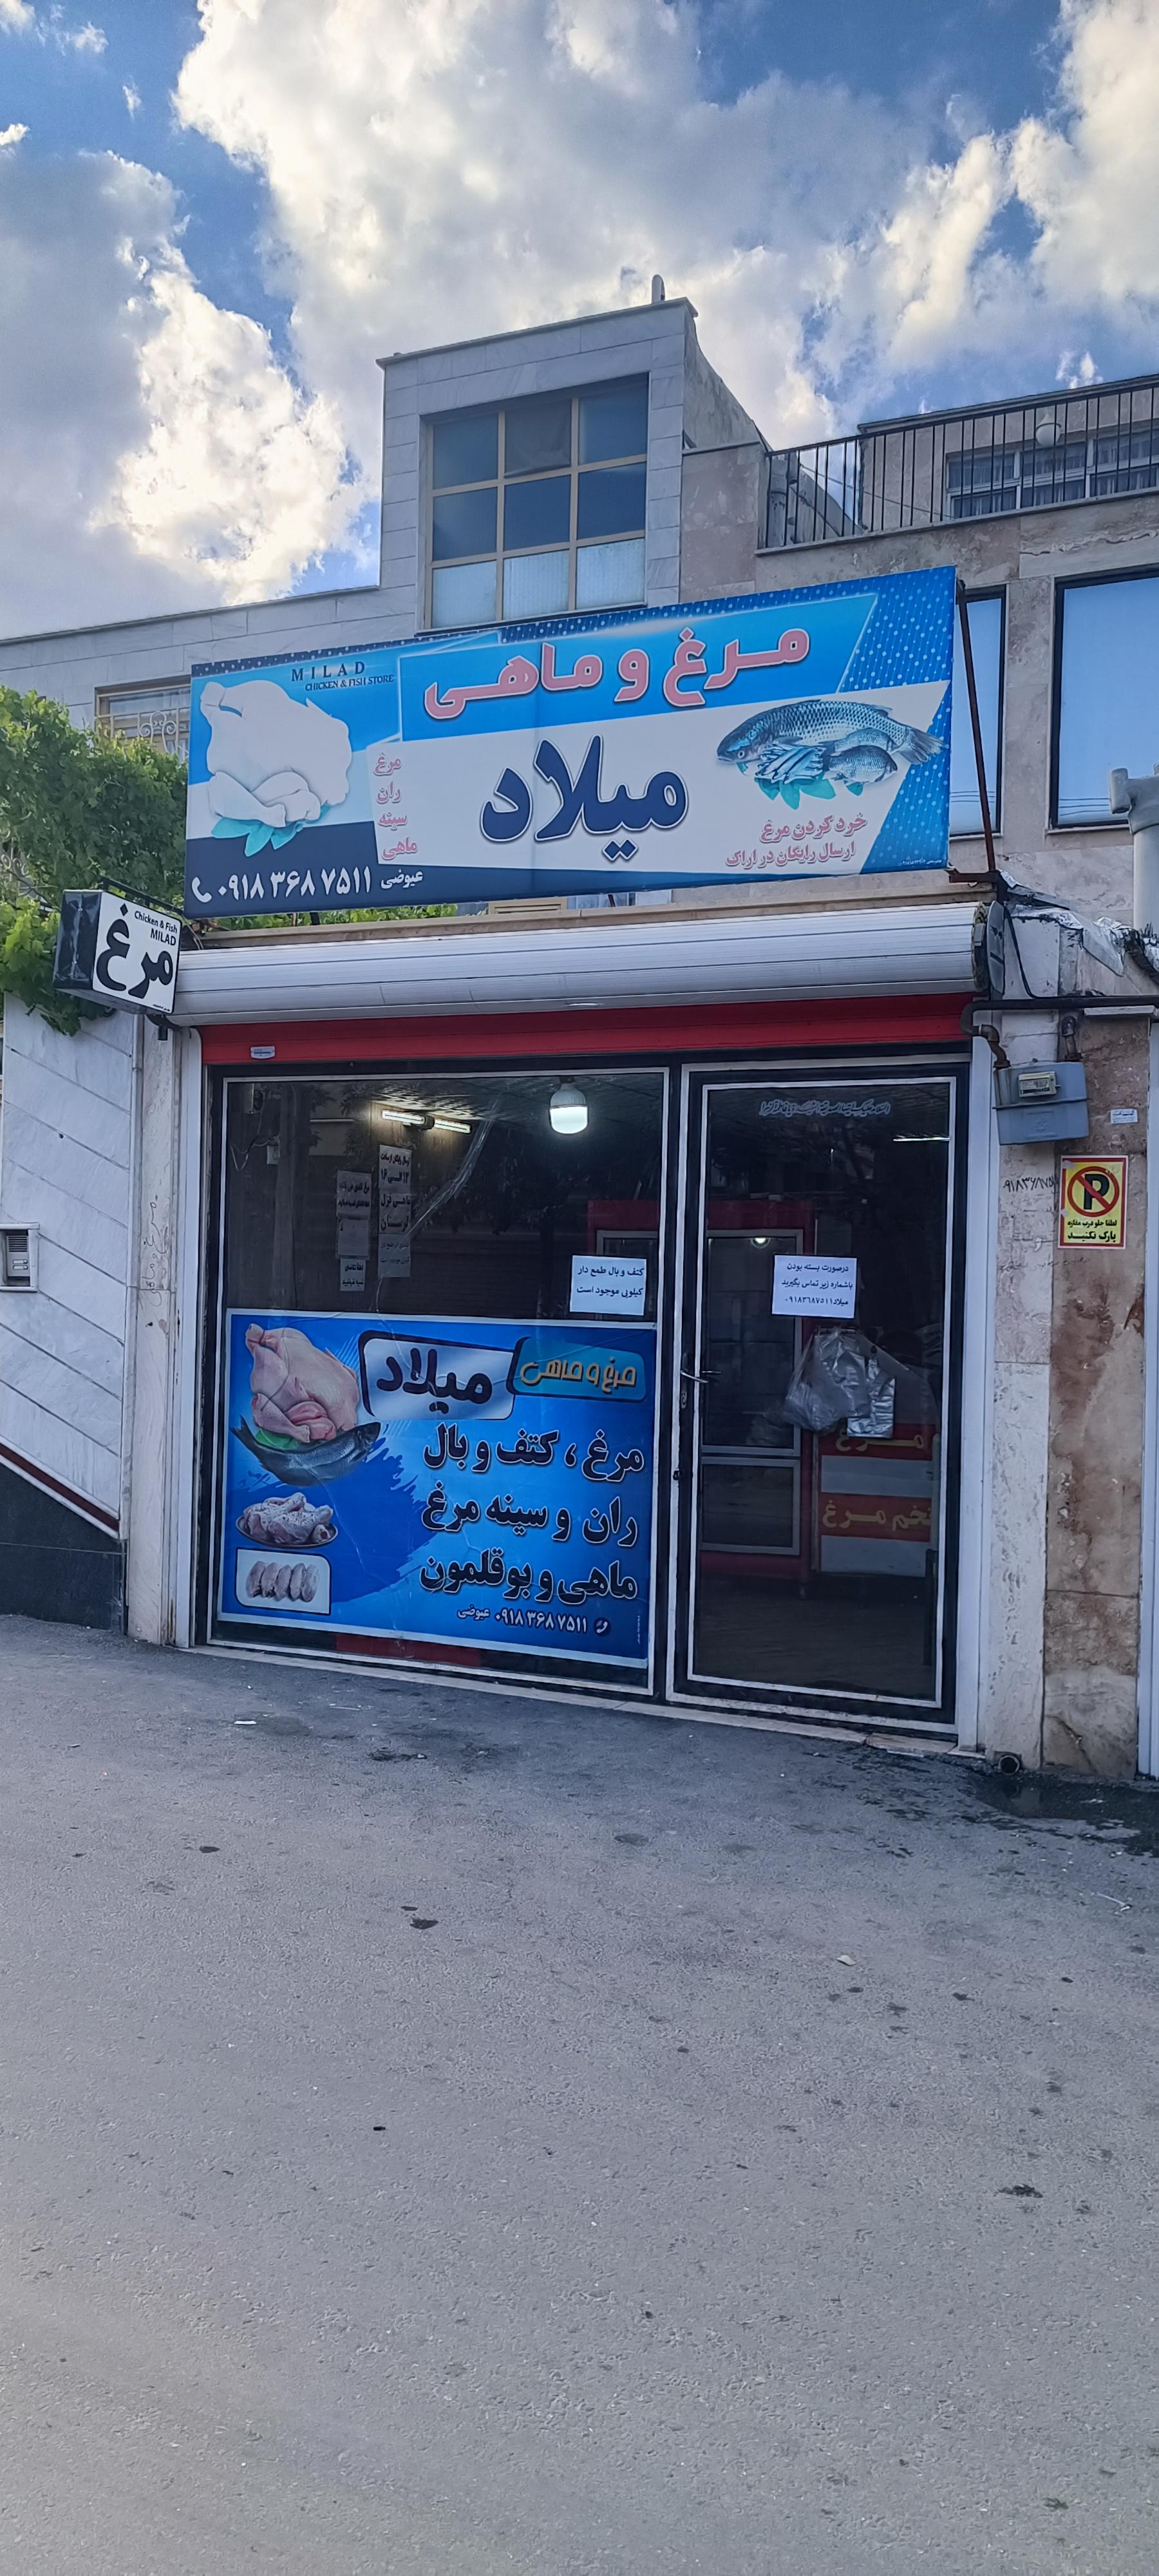 MILAD
CHICKEN & FISH STORE
مرغ و ماهی
میلاد
مرغ
ران
سینه
ماهی
خرد کردن مرغ
ارسال رایگان در اراک
۰۹۱۸ ۳۶۸ ۷۵۱۱ عیوضی
Chicken & Fish
MILAD
مرغ
کتف و بال طعم دار
کیلویی موجود است
درصورت بسته بودن
باشماره زیر تماس بگیرید
میلاد۰۹۱۸۳۶۸۷۵۱۱
مرغ و ماهی
میلاد
مرغ ، کتف و بال
ران و سینه مرغ
ماهی و بوقلمون
۰۹۱۸ ۳۶۸ ۷۵۱۱ عیوضی
مرغ
تخم مرغ
P
لطفا جلو درب مغازه
پارک نکنید